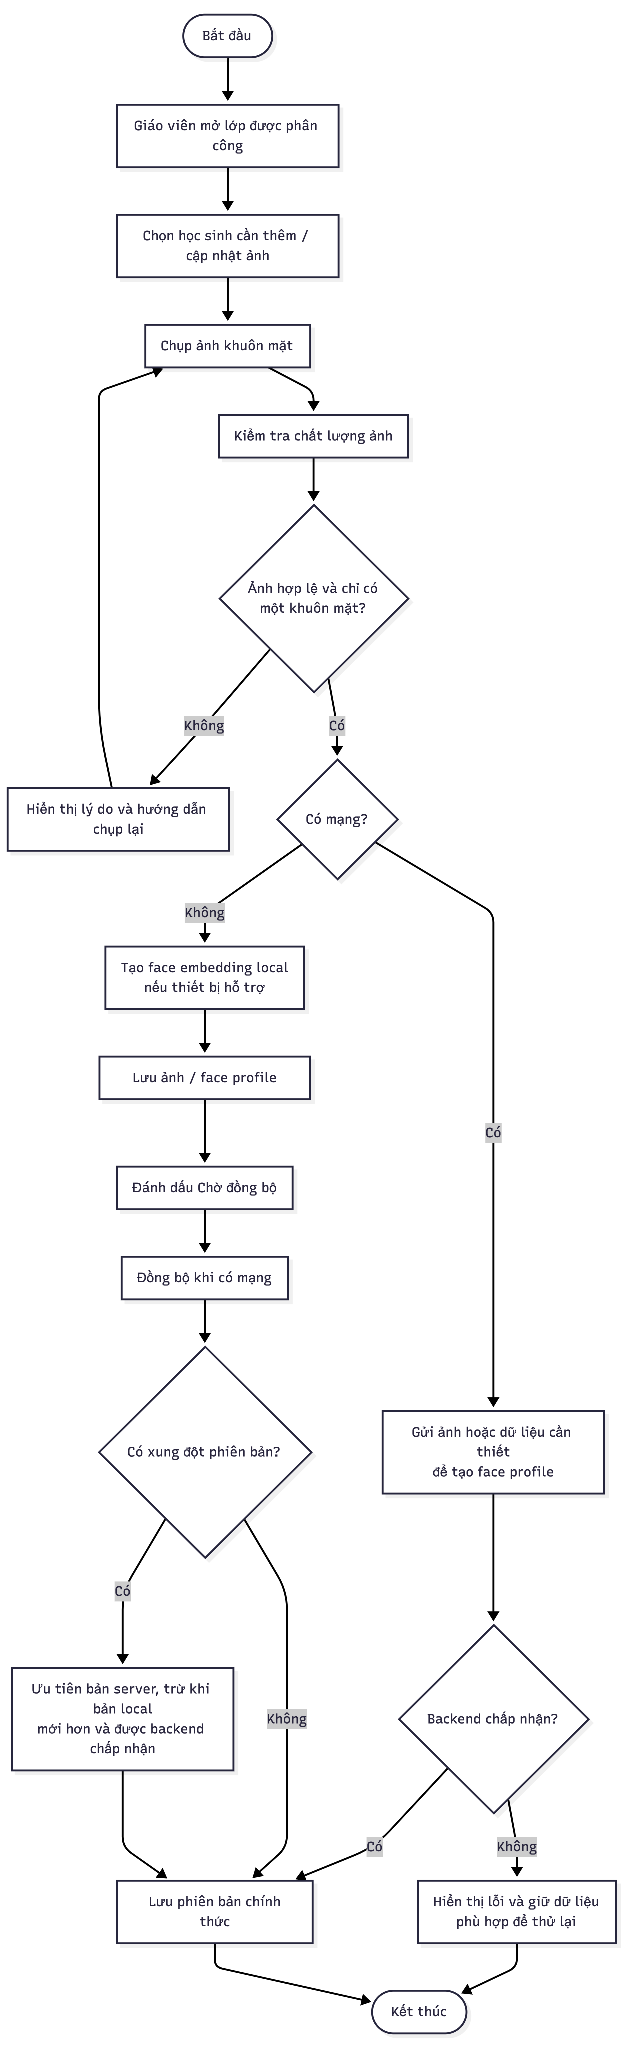 Bắt đầu
Giáo viên mở lớp được phân
công
Chọn học sinh cần thêm /
cập nhật ảnh
Chụp ảnh khuôn mặt
Kiểm tra chất lượng ảnh
Ảnh hợp lệ và chỉ có
một khuôn mặt?
Không
Có
Hiển thị lý do và hướng dẫn
chụp lại
Có mạng?
Không
Tạo face embedding local
nếu thiết bị hỗ trợ
Lưu ảnh / face profile
Có
Đánh dấu Chờ đồng bộ
Đồng bộ khi có mạng
Có xung đột phiên bản?
Gửi ảnh hoặc dữ liệu cần
thiết
để tạo face profile
Có
Ưu tiên bản server, trừ khi
bản local
mới hơn và được backend
chấp nhận
Không
Backend chấp nhận?
Có
Không
Lưu phiên bản chính
thức
Hiển thị lỗi và giữ dữ liệu
phù hợp để thử lại
Kết thúc